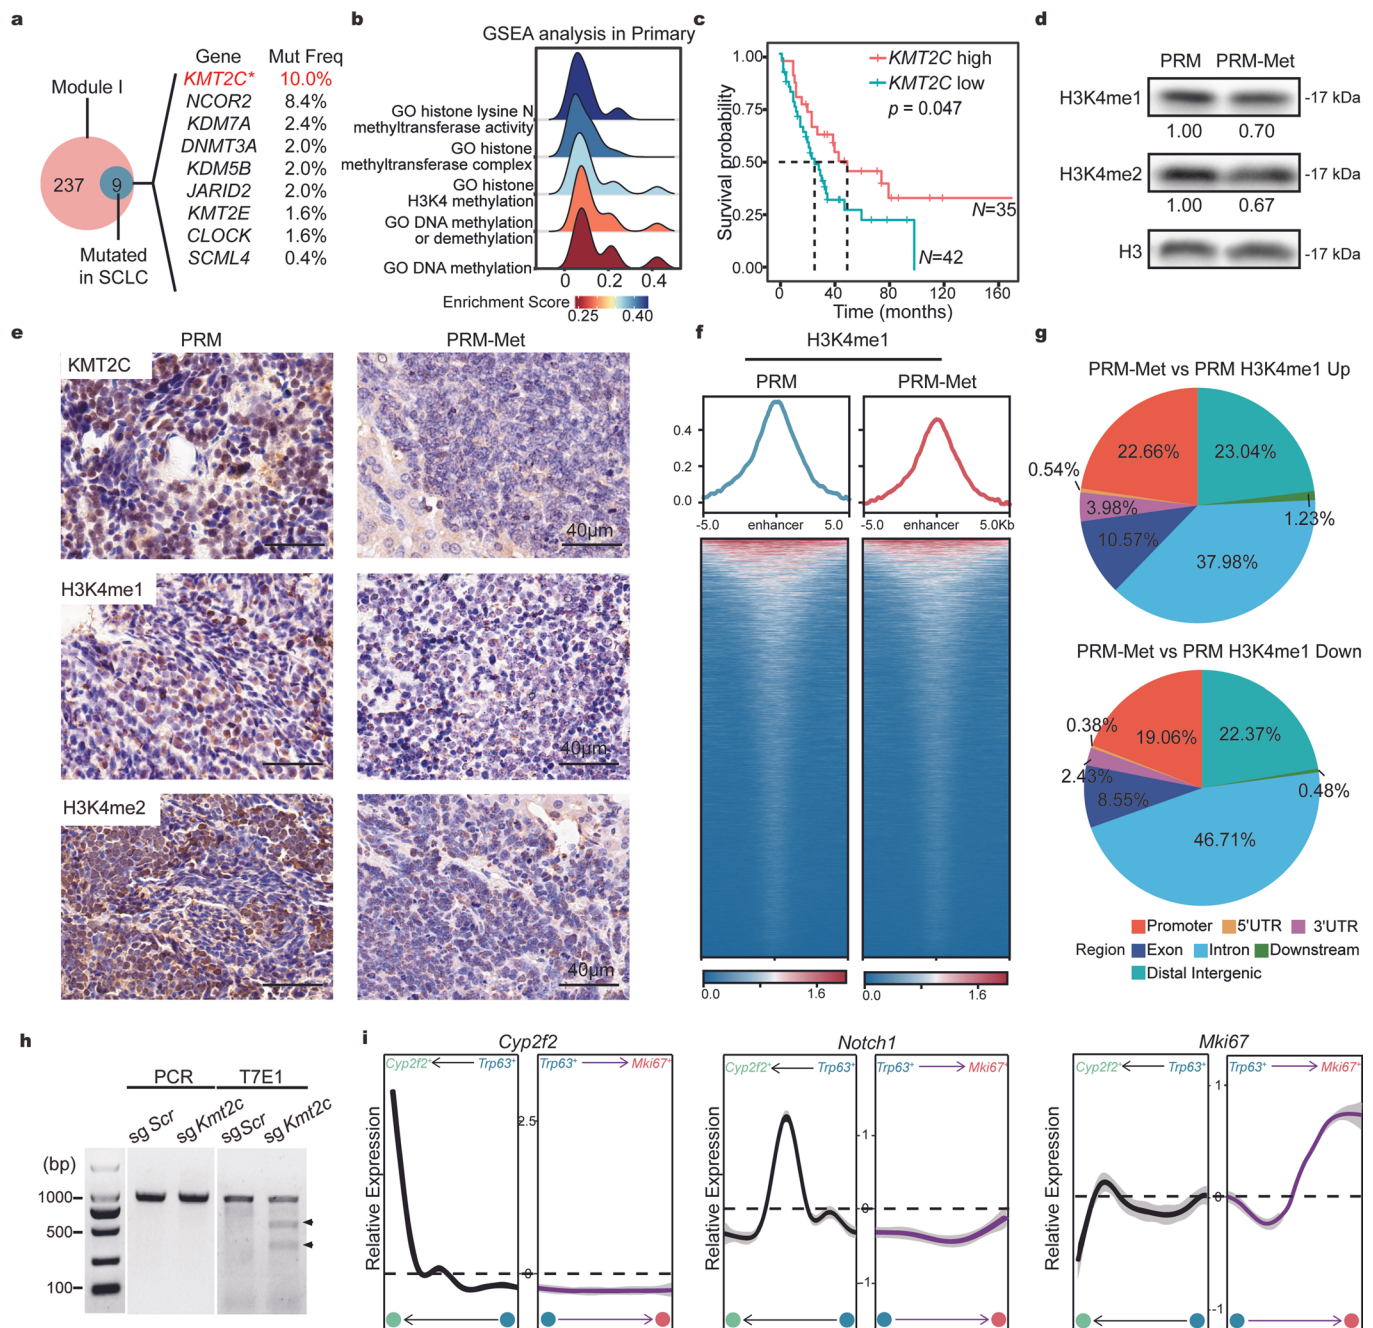 a
Module I
237
9
Mutated
in SCLC
Gene Mut Freq
KMT2C* 10.0%
NCOR2 8.4%
KDM7A 2.4%
DNMT3A 2.0%
KDM5B 2.0%
JARID2 2.0%
KMT2E 1.6%
CLOCK 1.6%
SCML4 0.4%
b
GSEA analysis in Primary
GO histone lysine N
methyltransferase activity
GO histone
methyltransferase complex
GO histone
H3K4 methylation
GO DNA methylation
or demethylation
GO DNA methylation
0 0.2 0.4
Enrichment Score
0.25 0.40
c
Survival probability
1.00
0.75
0.50
0.25
0.00
KMT2C high
KMT2C low
p = 0.047
N=35
N=42
0 40 80 120 160
Time (months)
d
PRM PRM-Met
H3K4me1 -17 kDa
1.00 0.70
H3K4me2 -17 kDa
1.00 0.67
H3 -17 kDa
e
PRM PRM-Met
KMT2C
40μm
H3K4me1
40μm
H3K4me2
40μm
f
H3K4me1
PRM PRM-Met
0.4
0.2
0.0
-5.0 enhancer 5.0
-5.0 enhancer 5.0Kb
0.0 1.6
0.0 1.6
g
PRM-Met vs PRM H3K4me1 Up
22.66%
23.04%
0.54%
3.98%
1.23%
10.57%
37.98%
PRM-Met vs PRM H3K4me1 Down
0.38%
19.06%
22.37%
2.43%
8.55%
0.48%
46.71%
Promoter 5'UTR 3'UTR
Region Exon Intron Downstream
Distal Intergenic
h
PCR T7E1
sgScr sgKmt2c sgScr sgKmt2c
(bp)
1000
500
100
i
Cyp2f2
Cyp2f2+ Trp63+ Trp63+ Mki67+
Relative Expression
2.5
0
Notch1
Cyp2f2+ Trp63+ Trp63+ Mki67+
Relative Expression
1
0
-1
Mki67
Cyp2f2+ Trp63+ Trp63+ Mki67+
Relative Expression
1
0
-1